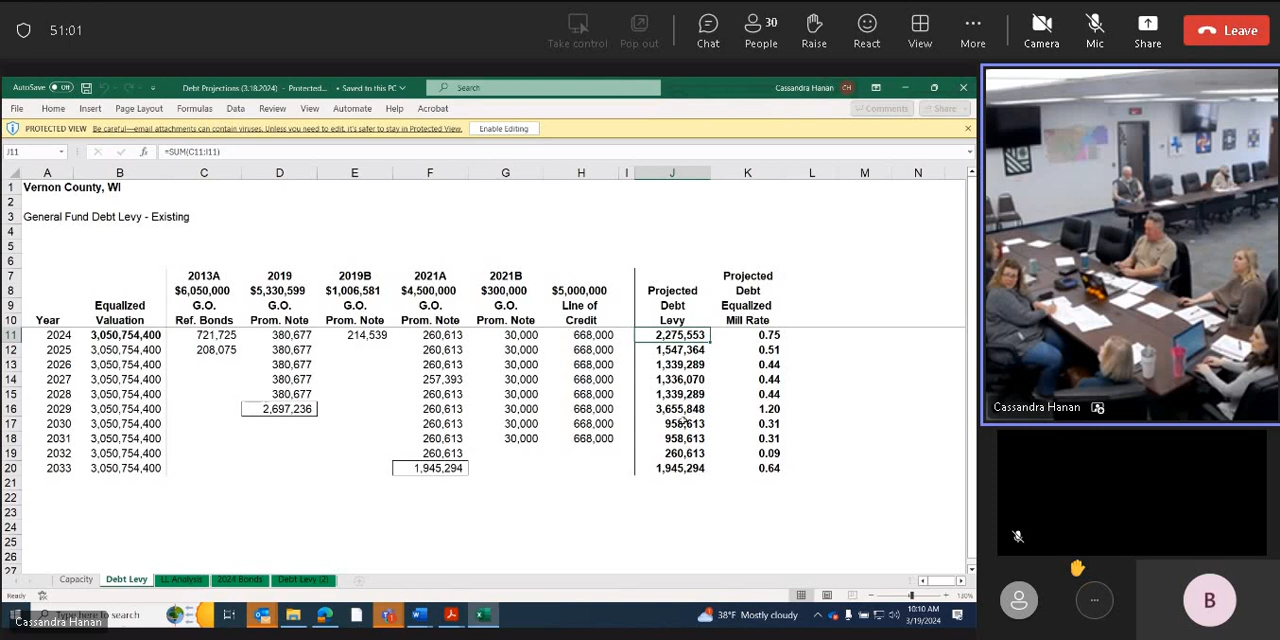 51:01
Take control
Pop out
Chat
30
People
Raise
React
View
More
Camera
Mic
Share
Leave
AutoSave Off
Debt Projections (3.18.2024) - Protected... • Saved to this PC
Search
Cassandra Hanan
CH
File Home Insert Page Layout Formulas Data Review View Automate Help Acrobat
Comments
Share
PROTECTED VIEW Be careful—email attachments can contain viruses. Unless you need to edit, it's safer to stay in Protected View.
Enable Editing
J11
fx =SUM(C11:I11)
A B C D E F G H I J K L M N
1 Vernon County, WI
2
3 General Fund Debt Levy - Existing
4
5
6
7 2013A 2019 2019B 2021A 2021B Projected
8 $6,050,000 $5,330,599 $1,006,581 $4,500,000 $300,000 $5,000,000 Projected Debt
9 Equalized G.O. G.O. G.O. G.O. G.O. Line of Debt Equalized
10 Year Valuation Ref. Bonds Prom. Note Prom. Note Prom. Note Prom. Note Credit Levy Mill Rate
11 2024 3,050,754,400 721,725 380,677 214,539 260,613 30,000 668,000 2,275,553 0.75
12 2025 3,050,754,400 208,075 380,677 260,613 30,000 668,000 1,547,364 0.51
13 2026 3,050,754,400 380,677 260,613 30,000 668,000 1,339,289 0.44
14 2027 3,050,754,400 380,677 257,393 30,000 668,000 1,336,070 0.44
15 2028 3,050,754,400 380,677 260,613 30,000 668,000 1,339,289 0.44
16 2029 3,050,754,400 2,697,236 260,613 30,000 668,000 3,655,848 1.20
17 2030 3,050,754,400 260,613 30,000 668,000 958,613 0.31
18 2031 3,050,754,400 260,613 30,000 668,000 958,613 0.31
19 2032 3,050,754,400 260,613 260,613 0.09
20 2033 3,050,754,400 1,945,294 1,945,294 0.64
21
22
23
24
25
26
27
Capacity
Debt Levy
LL Analysis
2024 Bonds
Debt Levy (2)
Ready
Type here to search
38°F Mostly cloudy
10:10 AM
3/19/2024
Cassandra Hanan
Cassandra Hanan
B